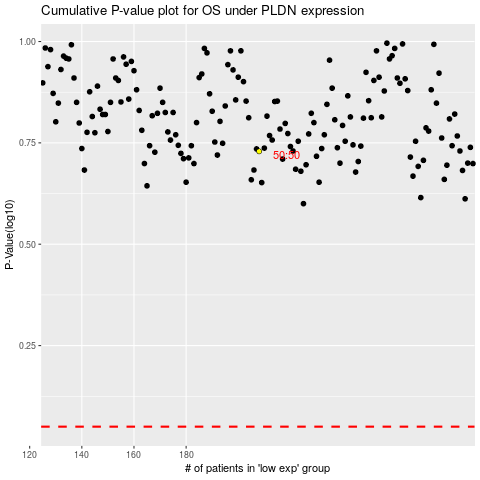 Cumulative P-value plot for OS under PLDN expression
P-Value(log10)
1.00
0.75
0.50
0.25
50:50
120 140 160 180
# of patients in 'low exp' group